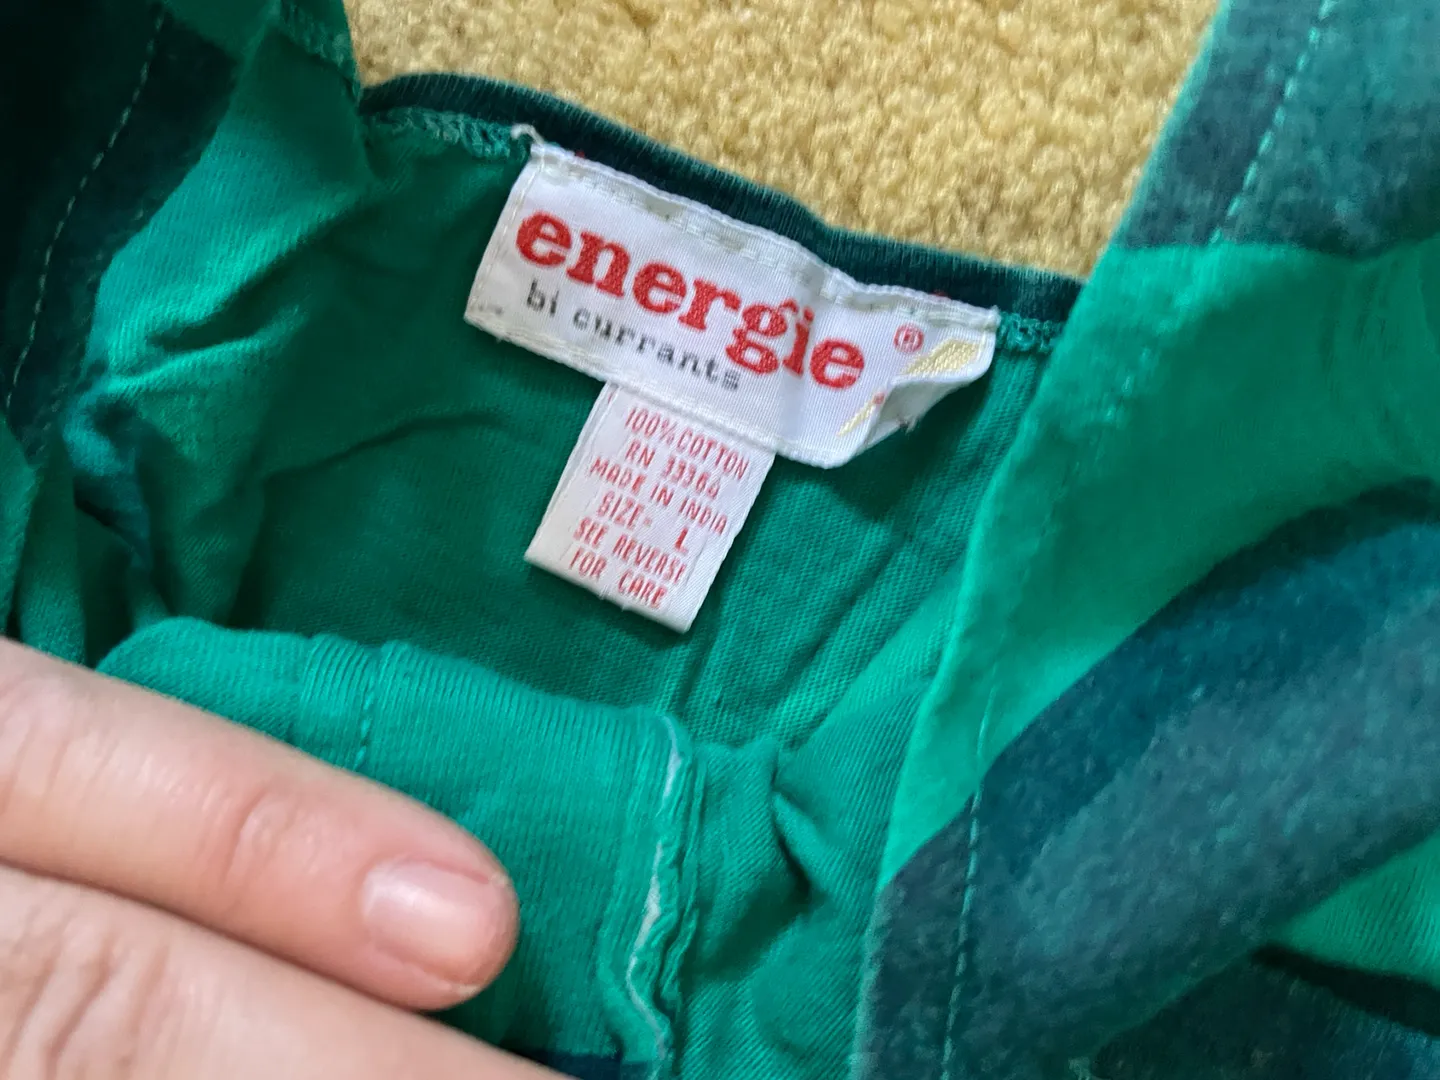 energie ®
bi currants
100% COTTON
RN 33364
MADE IN INDIA
SIZE- L
SEE REVERSE
FOR CARE